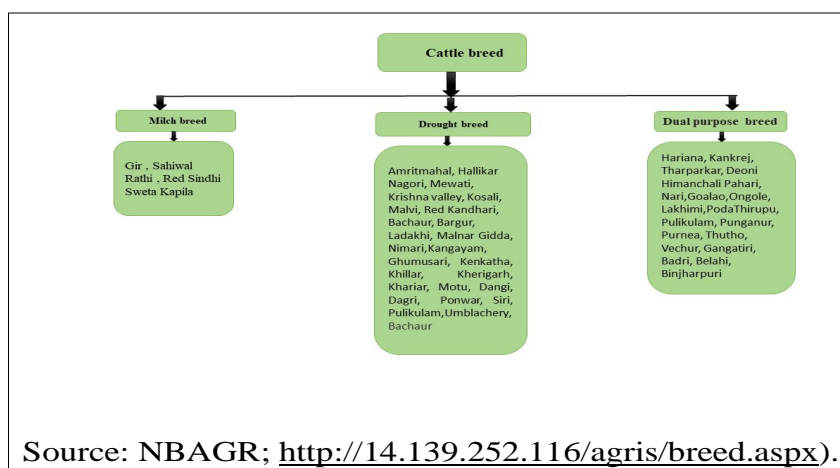 Cattle breed
Milch breed
Drought breed
Dual purpose breed
Gir , Sahiwal
Rathi , Red Sindhi
Sweta Kapila
Amritmahal, Hallikar
Nagori, Mewati,
Krishna valley, Kosali,
Malvi, Red Kandhari,
Bachaur, Bargur,
Ladakhi, Malnar Gidda,
Nimari,Kangayam,
Ghumusari, Kenkatha,
Khillar, Kherigarh,
Khariar, Motu, Dangi,
Dagri, Ponwar, Siri,
Pulikulam,Umblachery,
Bachaur
Hariana, Kankrej,
Tharparkar, Deoni
Himanchali Pahari,
Nari,Goalao,Ongole,
Lakhimi,PodaThirupu,
Pulikulam, Punganur,
Purnea, Thutho,
Vechur, Gangatiri,
Badri, Belahi,
Binjharpuri
Source: NBAGR; http://14.139.252.116/agris/breed.aspx).